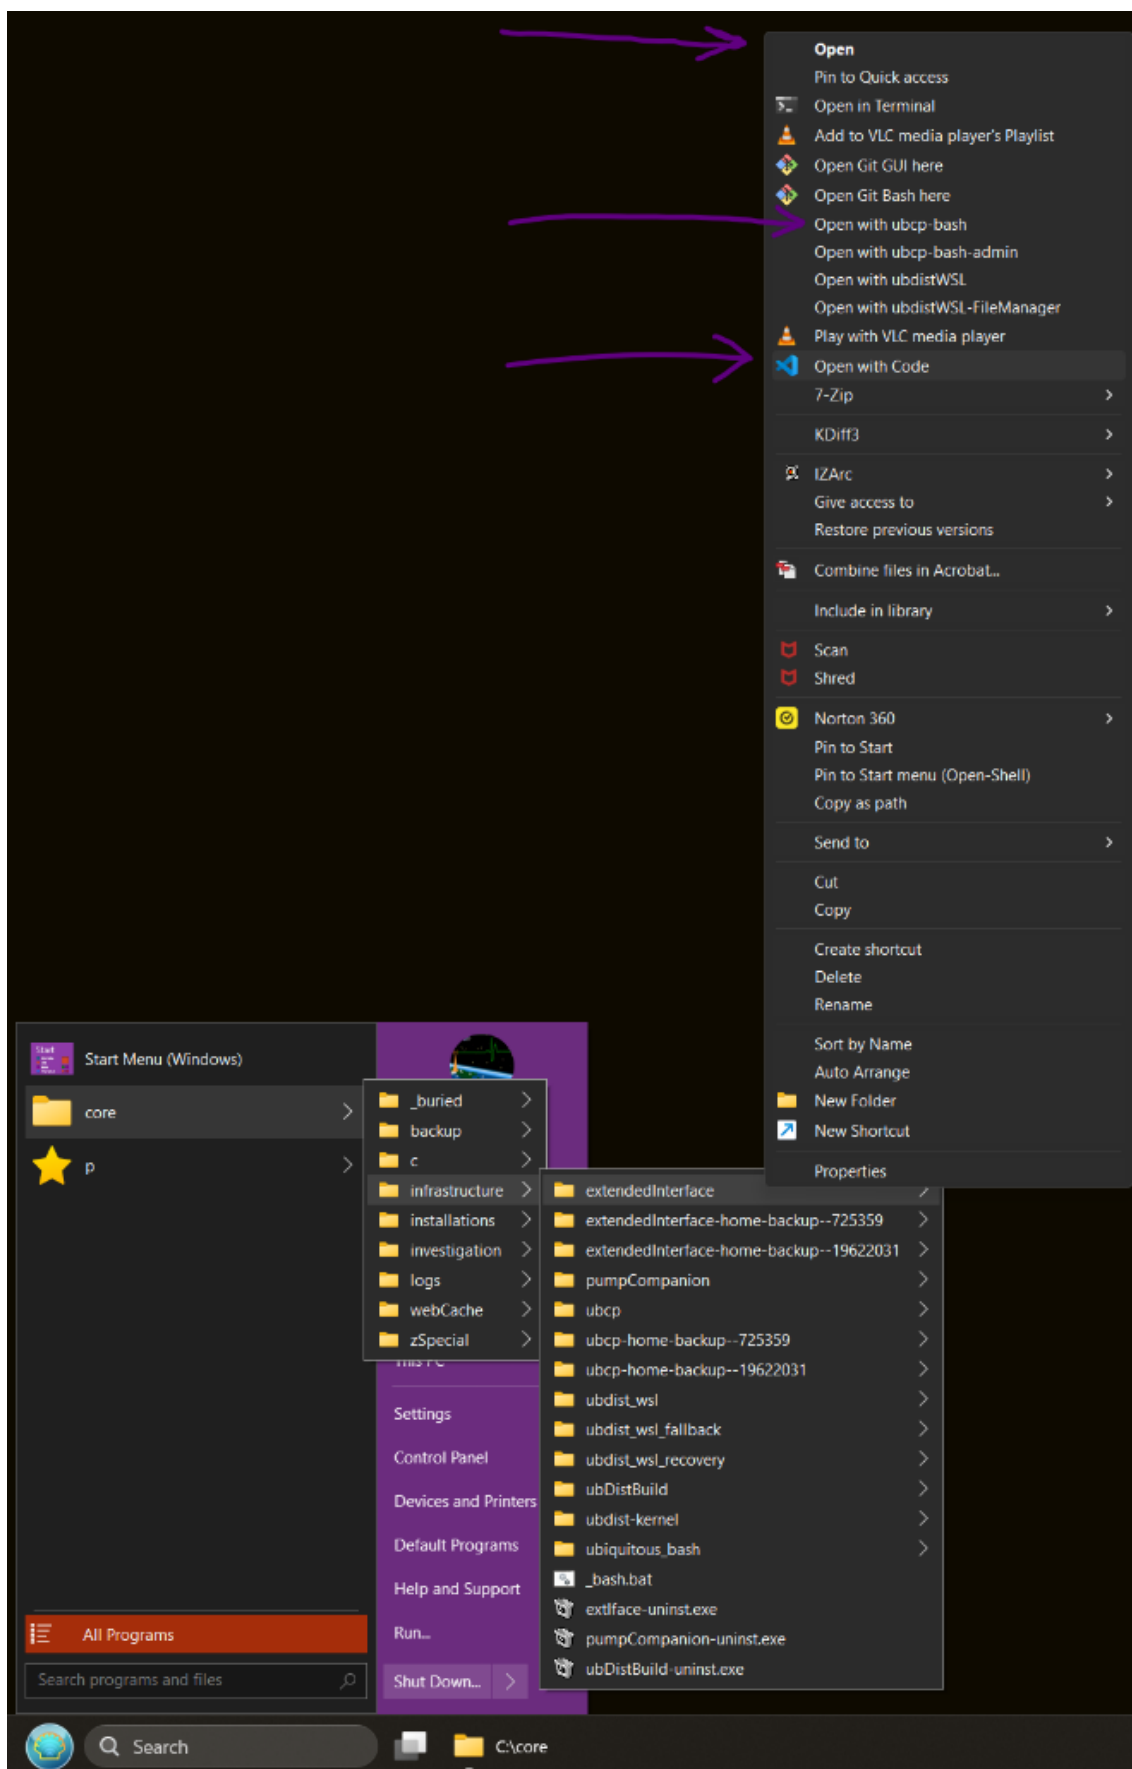 Open
Pin to Quick access
Open in Terminal
Add to VLC media player's Playlist
Open Git GUI here
Open Git Bash here
Open with ubcp-bash
Open with ubcp-bash-admin
Open with ubdistWSL
Open with ubdistWSL-FileManager
Play with VLC media player
Open with Code
7-Zip
KDiff3
IZArc
Give access to
Restore previous versions
Combine files in Acrobat...
Include in library
Scan
Shred
Norton 360
Pin to Start
Pin to Start menu (Open-Shell)
Copy as path
Send to
Cut
Copy
Create shortcut
Delete
Rename
Sort by Name
Auto Arrange
New Folder
New Shortcut
Properties
Start
Start Menu (Windows)
core
p
All Programs
Search programs and files
_buried
backup
c
infrastructure
installations
investigation
logs
webCache
zSpecial
This PC
Settings
Control Panel
Devices and Printers
Default Programs
Help and Support
Run...
Shut Down...
extendedInterface
extendedInterface-home-backup--725359
extendedInterface-home-backup--19622031
pumpCompanion
ubcp
ubcp-home-backup--725359
ubcp-home-backup--19622031
ubdist_wsl
ubdist_wsl_fallback
ubdist_wsl_recovery
ubDistBuild
ubdist-kernel
ubiquitous_bash
_bash.bat
extIface-uninst.exe
pumpCompanion-uninst.exe
ubDistBuild-uninst.exe
Search
C:\core